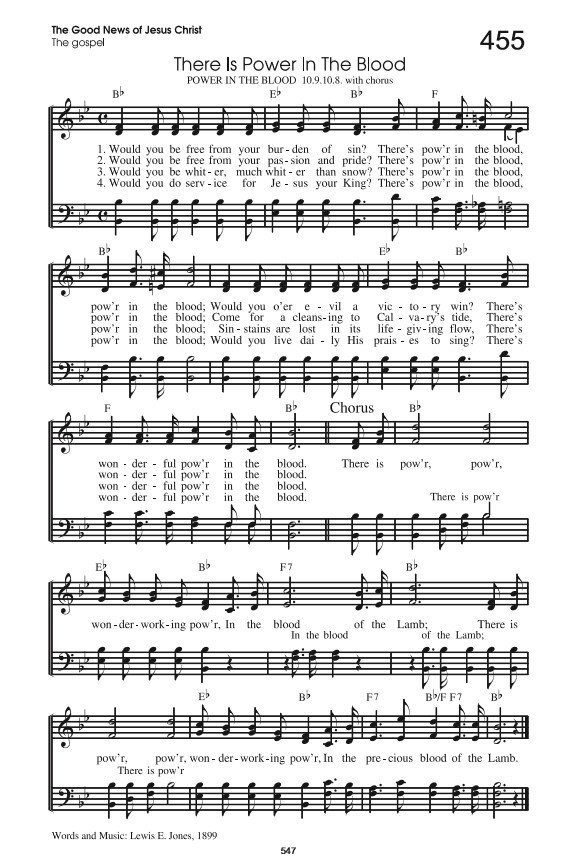 The Good News of Jesus Christ
The gospel
455
There Is Power In The Blood
POWER IN THE BLOOD 10.9.10.8. with chorus
B♭ E♭ B♭ F
1. Would you be free from your bur - den of sin? There's pow'r in the blood,
2. Would you be free from your pas - sion and pride? There's pow'r in the blood,
3. Would you be whit - er, much whit - er than snow? There's pow'r in the blood,
4. Would you do serv - ice for Je - sus your King? There's pow'r in the blood,
B♭ E♭ B♭
pow'r in the blood; Would you o'er e - vil a vic - to - ry win? There's
pow'r in the blood; Come for a cleans - ing to Cal - va - ry's tide, There's
pow'r in the blood; Sin - stains are lost in its life - giv - ing flow, There's
pow'r in the blood; Would you live dai - ly His prais - es to sing? There's
F B♭ Chorus B♭
won - der - ful pow'r in the blood. There is pow'r, pow'r,
won - der - ful pow'r in the blood.
won - der - ful pow'r in the blood.
won - der - ful pow'r in the blood. There is pow'r
E♭ B♭ F7 B♭
won - der - work - ing pow'r, In the blood of the Lamb; There is
In the blood of the Lamb;
E♭ B♭ F7 B♭/F F7 B♭
pow'r, pow'r, won - der - work - ing pow'r, In the pre - cious blood of the Lamb.
There is pow'r
Words and Music: Lewis E. Jones, 1899
547